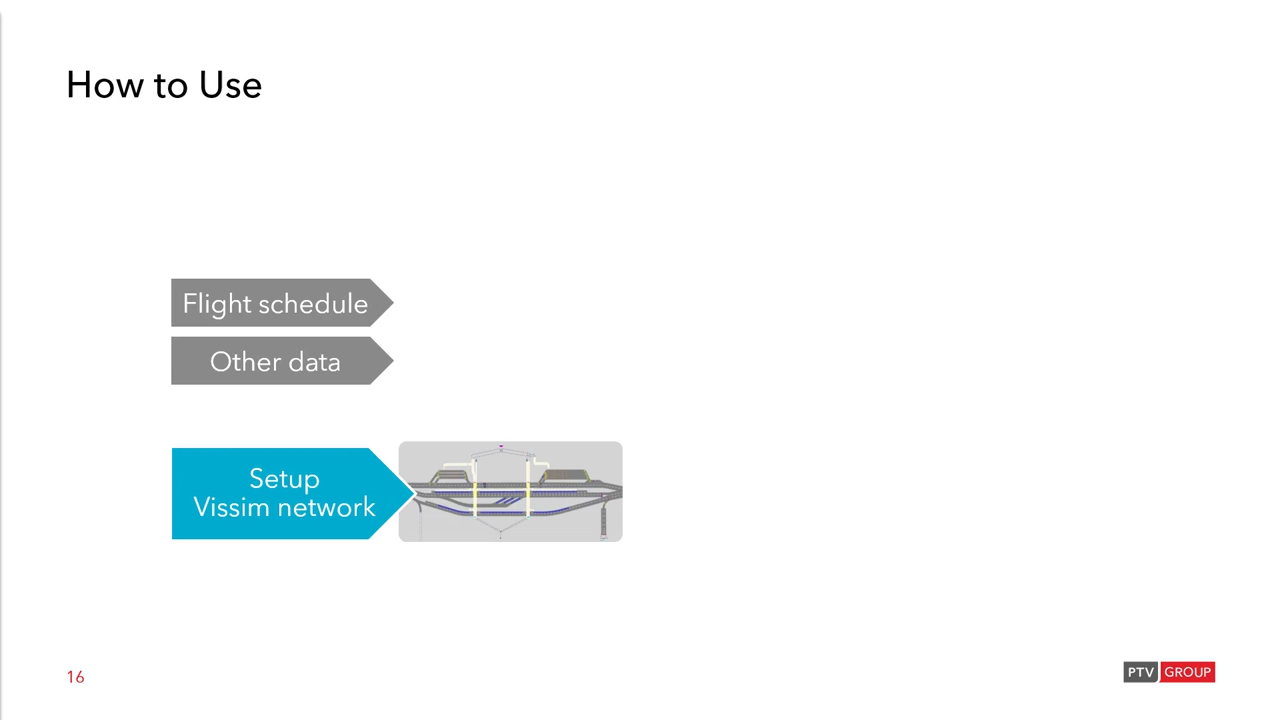 How to Use
Flight schedule
Other data
Setup
Vissim network
16
PTV GROUP